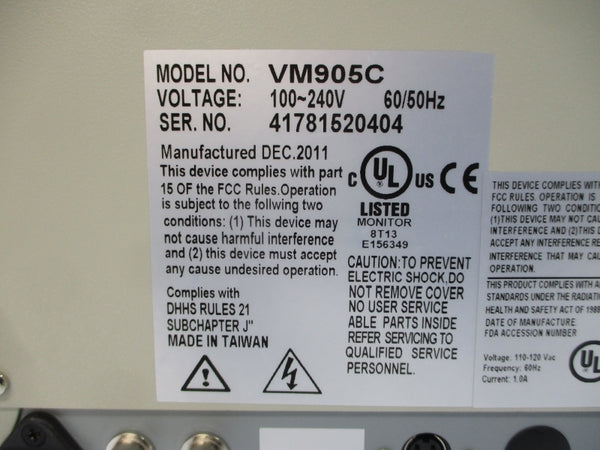 MODEL NO. VM905C
VOLTAGE: 100~240V 60/50Hz
SER. NO. 41781520404
Manufactured DEC.2011
This device complies with part
15 OF the FCC Rules.Operation
is subject to the follwing two
conditions: (1) This device may
not cause harmful interference
and (2) this device must accept
any cause undesired operation.
Complies with
DHHS RULES 21
SUBCHAPTER J"
MADE IN TAIWAN
C UL US CE
LISTED
MONITOR
8T13
E156349
CAUTION:TO PREVENT
ELECTRIC SHOCK,DO
NOT REMOVE COVER
NO USER SERVICE
ABLE PARTS INSIDE
REFER SERVICING TO
QUALIFIED SERVICE
PERSONNEL.
THIS DEVICE COMPLIES WITH
FCC RULES. OPERATION IS
FOLLOWING TWO CONDITIO
(1)THIS DEVICE MAY NOT CAU
INTERFERENCE AND (2)THIS D
ACCEPT ANY INTERFERENCE RE
INTERFERENCE THAT MAY CAU
OPERATION.
THIS PRODUCT COMPLIES WITH A
STANDARDS UNDER THE RADIATI
HEALTH AND SAFETY ACT OF 1988
DATE OF MANUFACTURE.
FDA ACCESSION NUMBER
Voltage: 110-120 Vac
Frequency: 60Hz
Current: 1.0A
UL